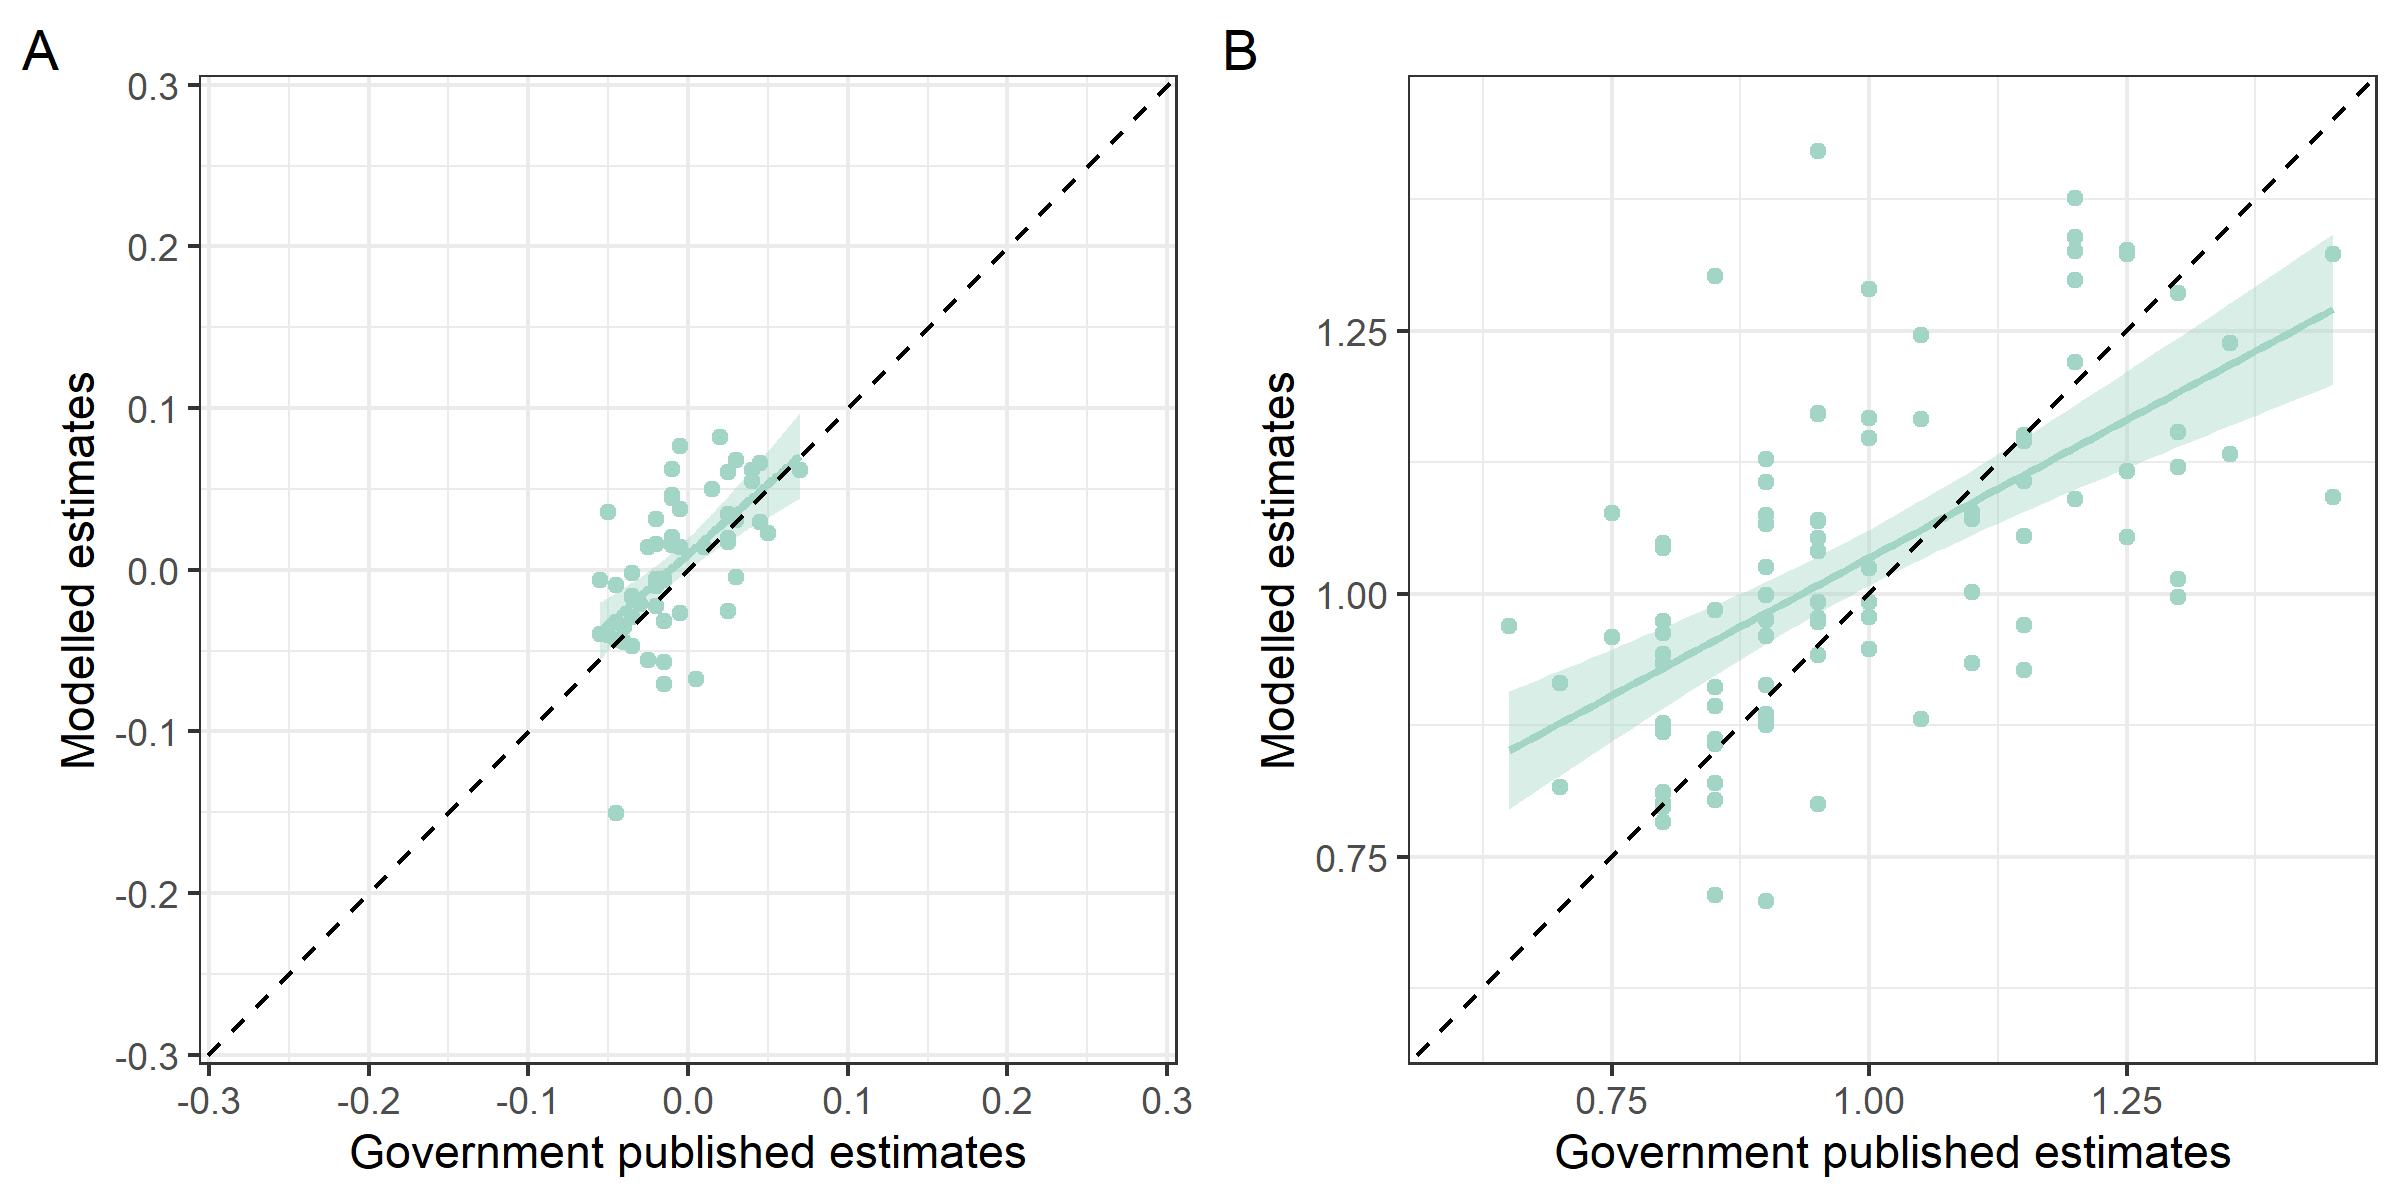 A
B
0.3
0.2
0.1
0.0
-0.1
-0.2
-0.3
Modelled estimates
-0.3 -0.2 -0.1 0.0 0.1 0.2 0.3
Government published estimates
1.25
1.00
0.75
Modelled estimates
0.75 1.00 1.25
Government published estimates